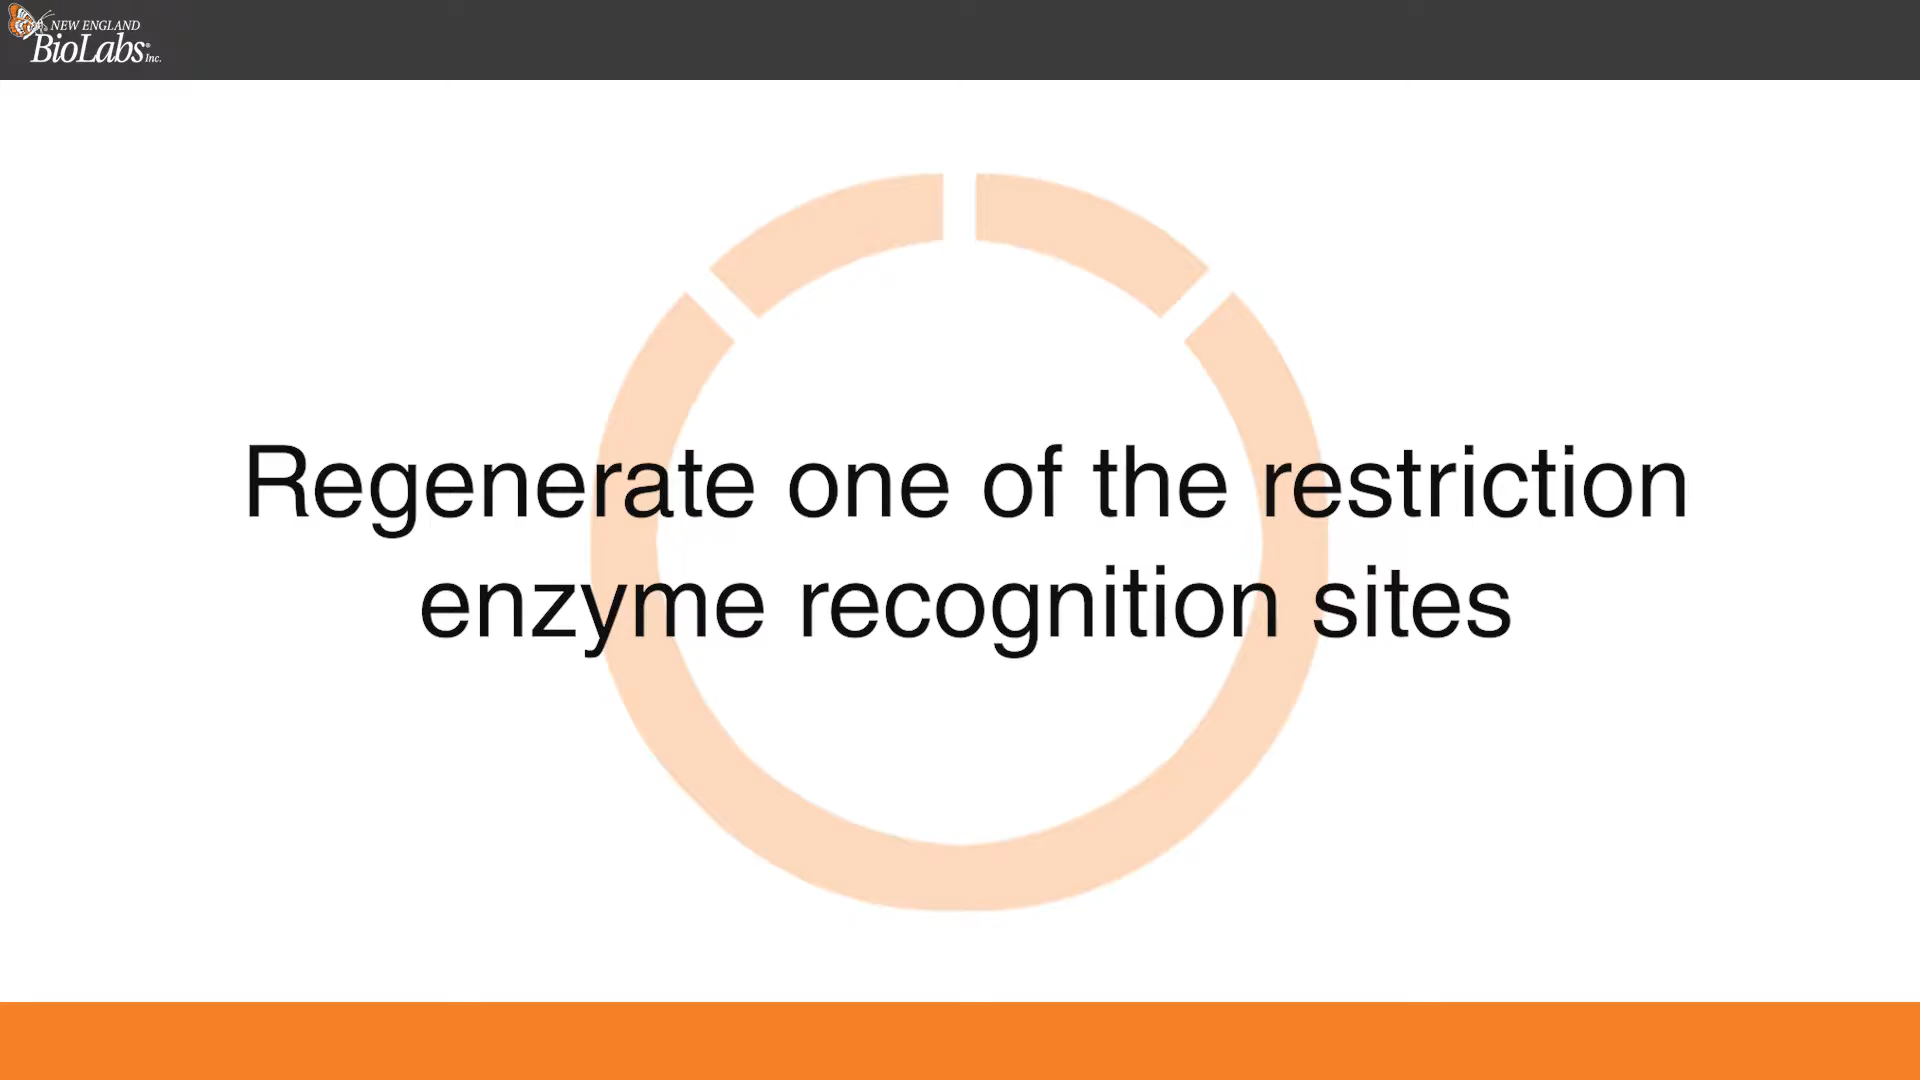 NEW ENGLAND
BioLabs® Inc.
Regenerate one of the restriction
enzyme recognition sites